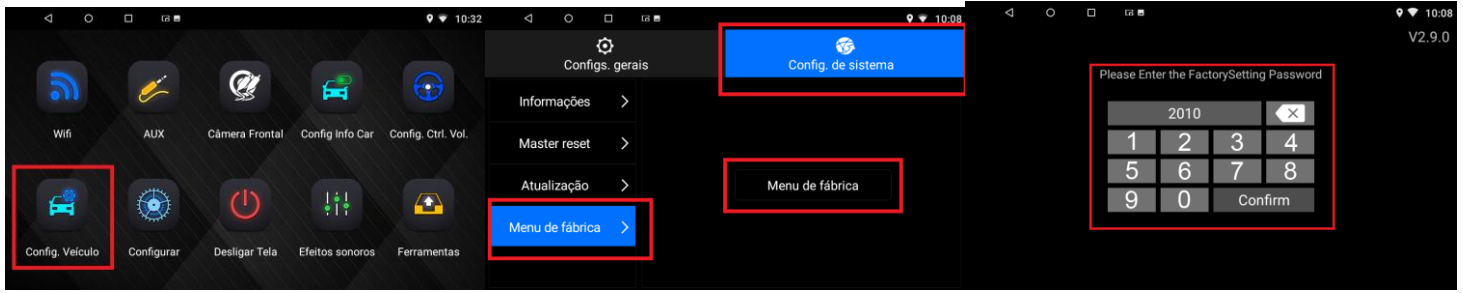 10:32
Wifi
AUX
Câmera Frontal
Config Info Car
Config. Ctrl. Vol.
Config. Veículo
Configurar
Desligar Tela
Efeitos sonoros
Ferramentas
10:08
Configs. gerais
Config. de sistema
Informações
Master reset
Atualização
Menu de fábrica
Menu de fábrica
10:08
V2.9.0
Please Enter the FactorySetting Password
2010
1 2 3 4
5 6 7 8
9 0 Confirm